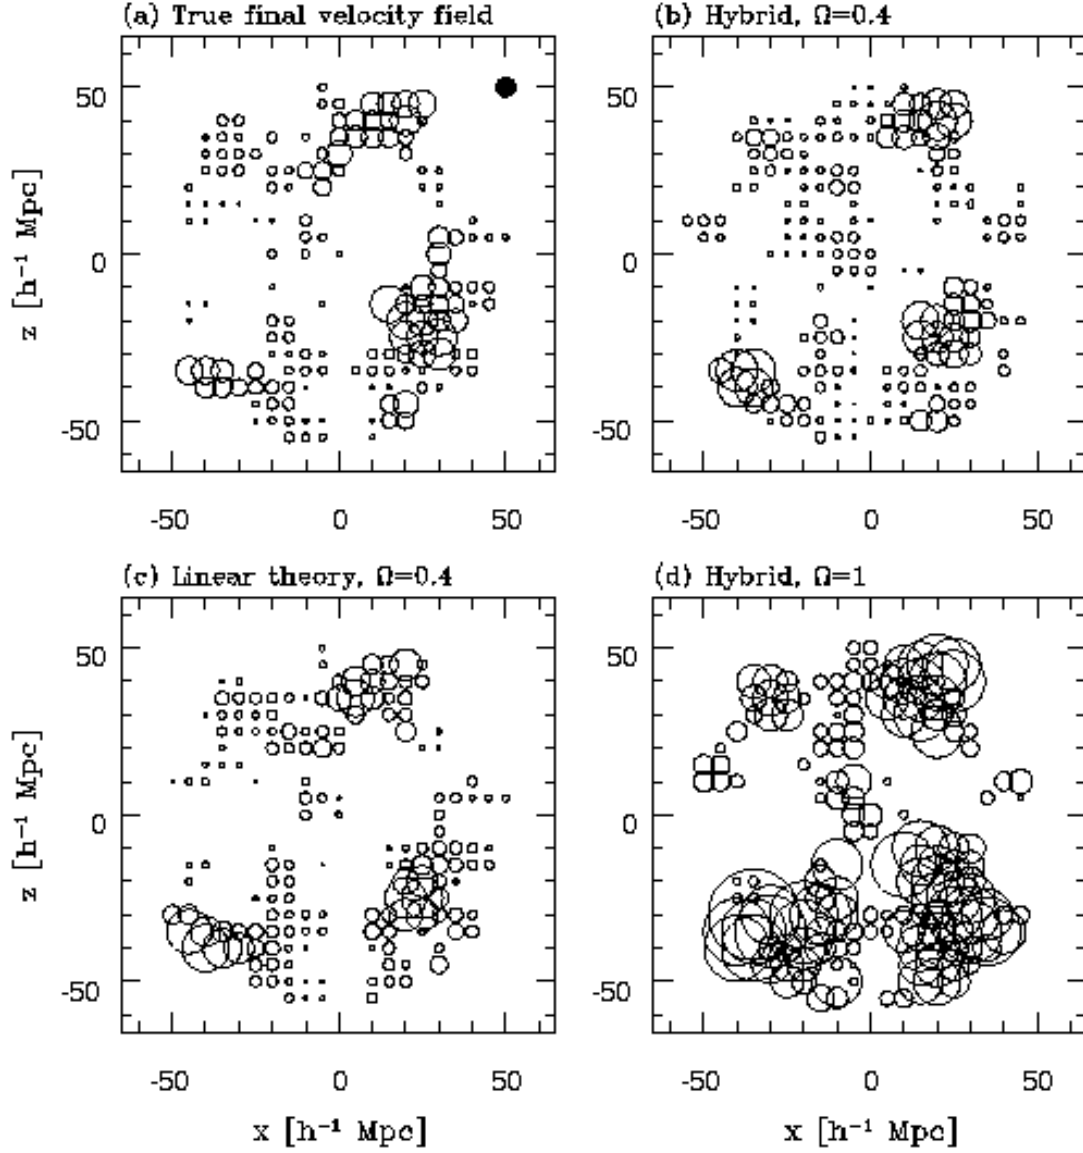 (a) True final velocity field
(b) Hybrid, Ω=0.4
50
0
-50
z [h⁻¹ Mpc]
-50 0 50
50
0
-50
-50 0 50
(c) Linear theory, Ω=0.4
(d) Hybrid, Ω=1
50
0
-50
z [h⁻¹ Mpc]
-50 0 50
x [h⁻¹ Mpc]
50
0
-50
-50 0 50
x [h⁻¹ Mpc]